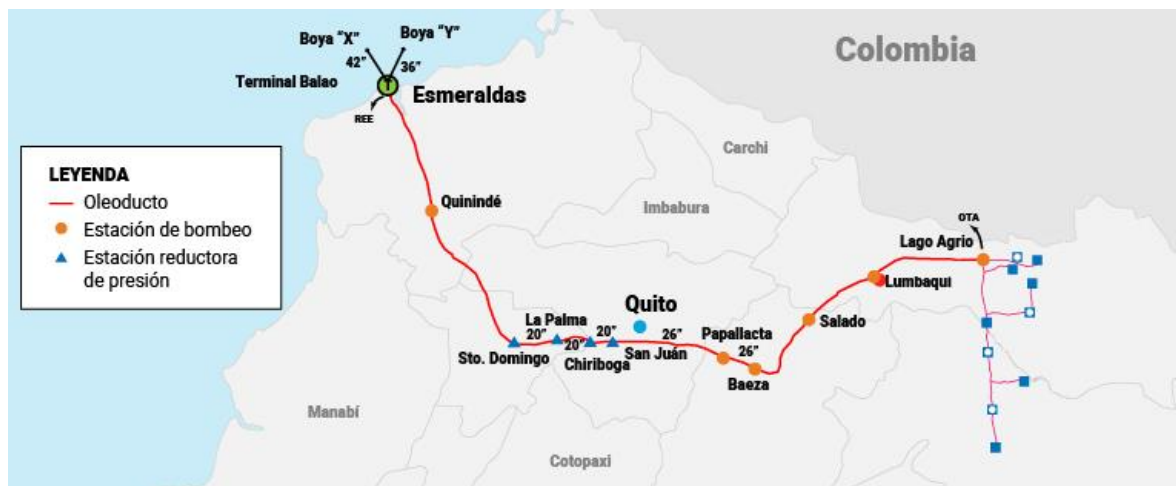 Boya “X”
Boya “Y”
42”
36”
Terminal Balao
Esmeraldas
REE
Colombia
LEYENDA
Oleoducto
Estación de bombeo
Estación reductora
de presión
Carchi
Quinindé
Imbabura
OTA
Lago Agrio
Lumbaqui
Quito
La Palma
20”
20”
20”
26”
Papallacta
Salado
Sto. Domingo
Chiriboga
San Juán
26”
Baeza
Manabí
Cotopaxi